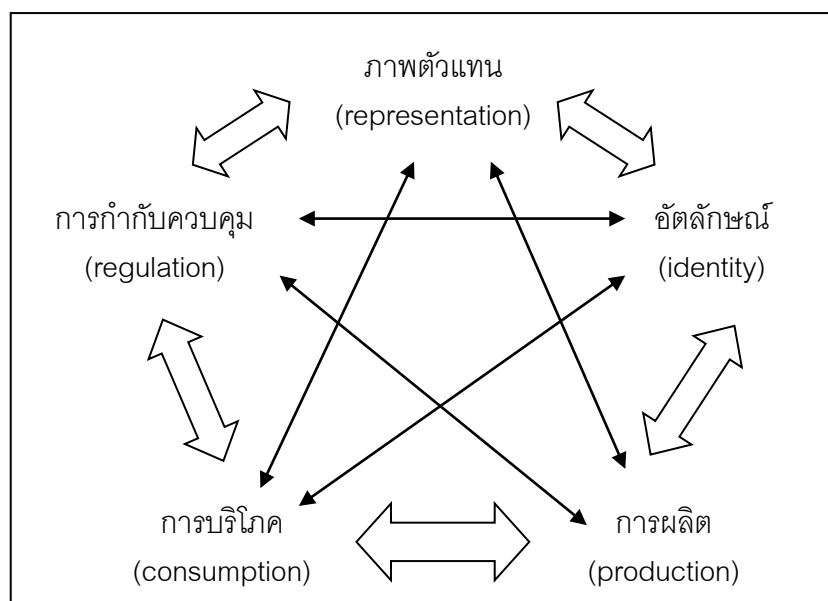 ภาพตัวแทน
(representation)
การกำกับควบคุม
(regulation)
อัตลักษณ์
(identity)
การบริโภค
(consumption)
การผลิต
(production)